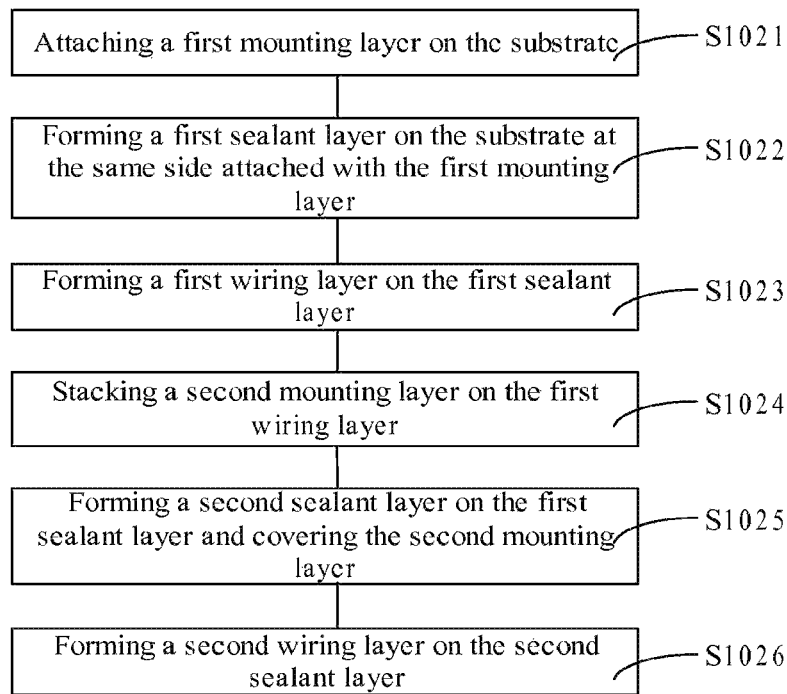 Attaching a first mounting layer on the substrate
S1021
Forming a first sealant layer on the substrate at
the same side attached with the first mounting
layer
S1022
Forming a first wiring layer on the first sealant
layer
S1023
Stacking a second mounting layer on the first
wiring layer
S1024
Forming a second sealant layer on the first
sealant layer and covering the second mounting
layer
S1025
Forming a second wiring layer on the second
sealant layer
S1026